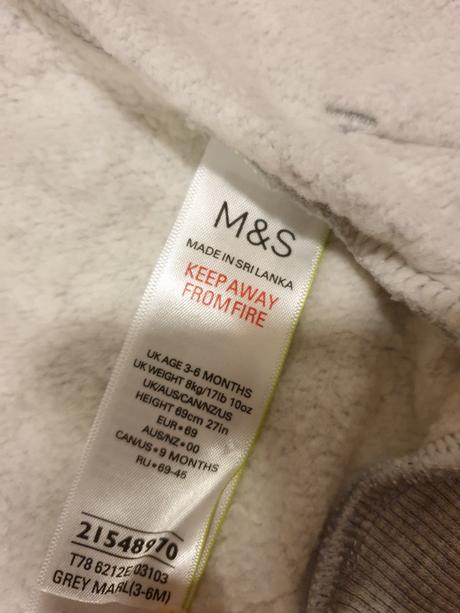 M&S
MADE IN SRI LANKA
KEEP AWAY
FROM FIRE
UK AGE 3-6 MONTHS
UK WEIGHT 8kg/17lb 10oz
UK/AUS/CAN/NZ/US
HEIGHT 69cm 27in
EUR•69
AUS/NZ•00
CAN/US•9 MONTHS
RU•69-45
21548970
T78 6212E 03103
GREY MARL(3-6M)